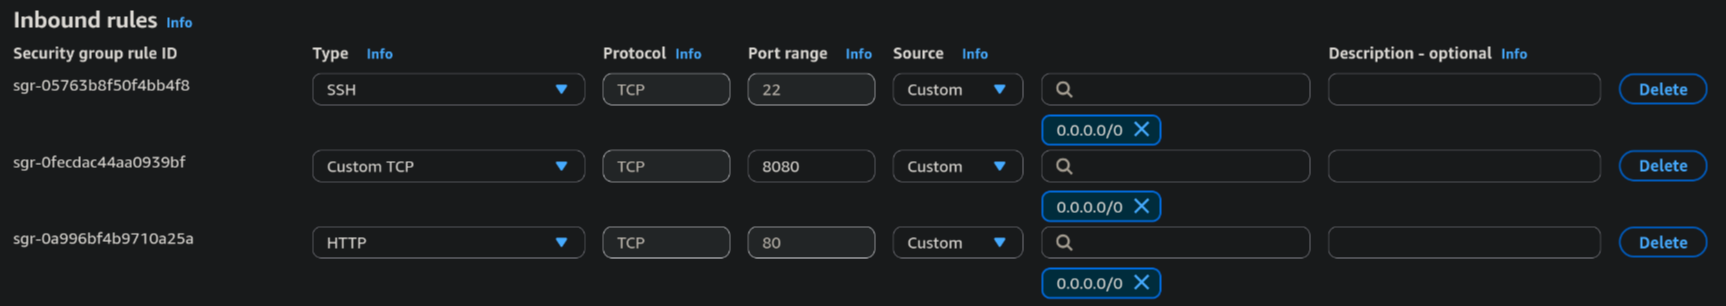 Inbound rules Info
Security group rule ID Type Info Protocol Info Port range Info Source Info Description - optional Info
sgr-05763b8f50f4bb4f8 SSH TCP 22 Custom Delete
0.0.0.0/0
sgr-0fecdac44aa0939bf Custom TCP TCP 8080 Custom Delete
0.0.0.0/0
sgr-0a996bf4b9710a25a HTTP TCP 80 Custom Delete
0.0.0.0/0